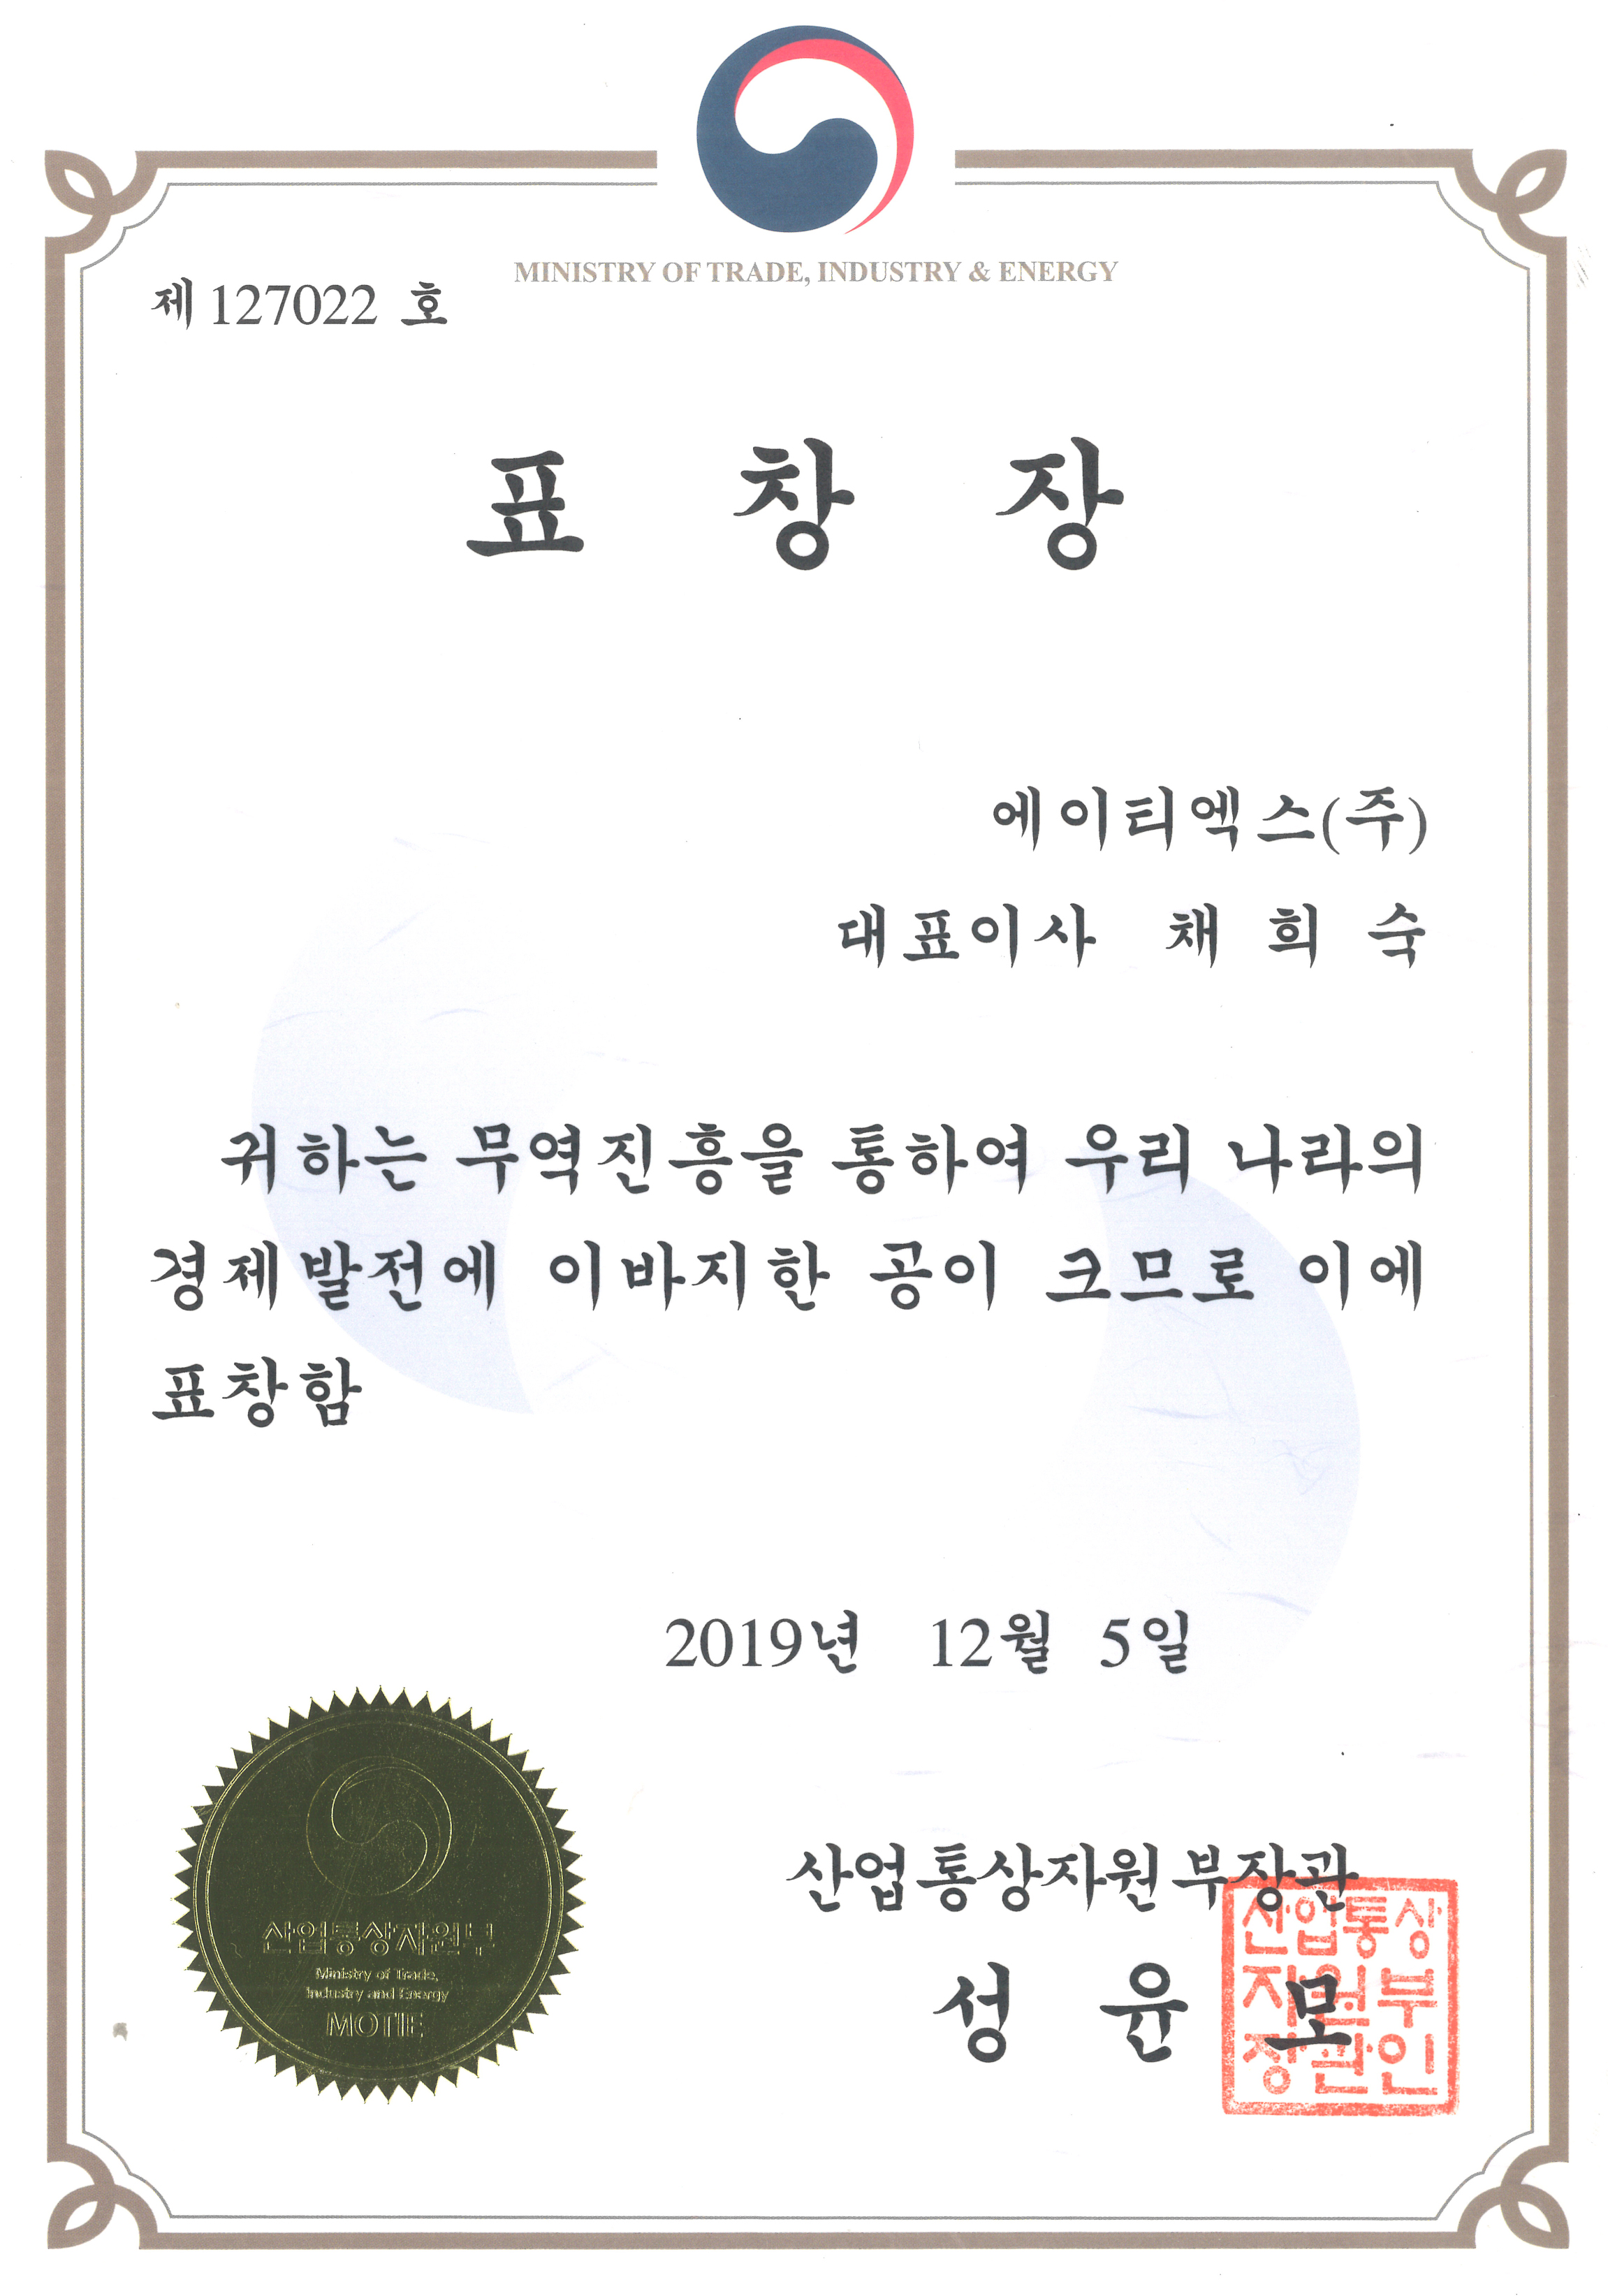 MINISTRY OF TRADE, INDUSTRY & ENERGY
제 127022 호
표 창 장
에이티엑스(주)
대표이사 채 희 숙
귀하는 무역진흥을 통하여 우리 나라의
경제발전에 이바지한 공이 크므로 이에
표창함
2019년 12월 5일
산업통상자원부장관
성 윤 모
산업통상
자원부
장관인
산업통상자원부
Ministry of Trade,
Industry and Energy
MOTIE